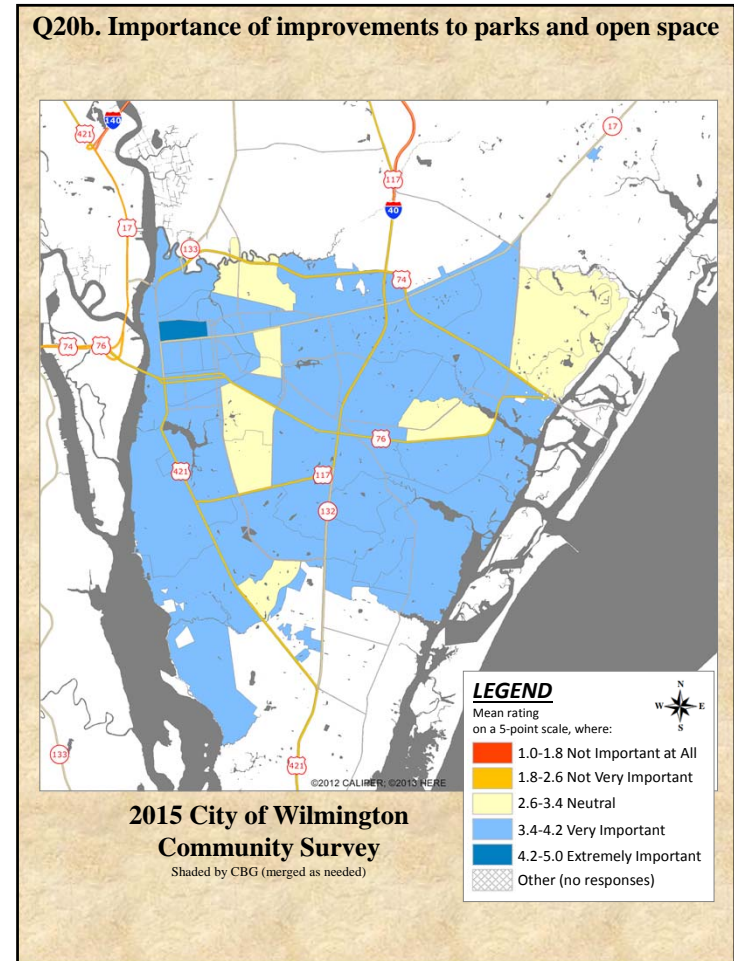 Q20b. Importance of improvements to parks and open space
140
421
17
117
17
40
133
74
74
76
76
421
117
132
133
421
©2012 CALIPER; ©2013 HERE
LEGEND
N
W
E
S
Mean rating
on a 5-point scale, where:
1.0-1.8 Not Important at All
1.8-2.6 Not Very Important
2.6-3.4 Neutral
3.4-4.2 Very Important
4.2-5.0 Extremely Important
Other (no responses)
2015 City of Wilmington
Community Survey
Shaded by CBG (merged as needed)